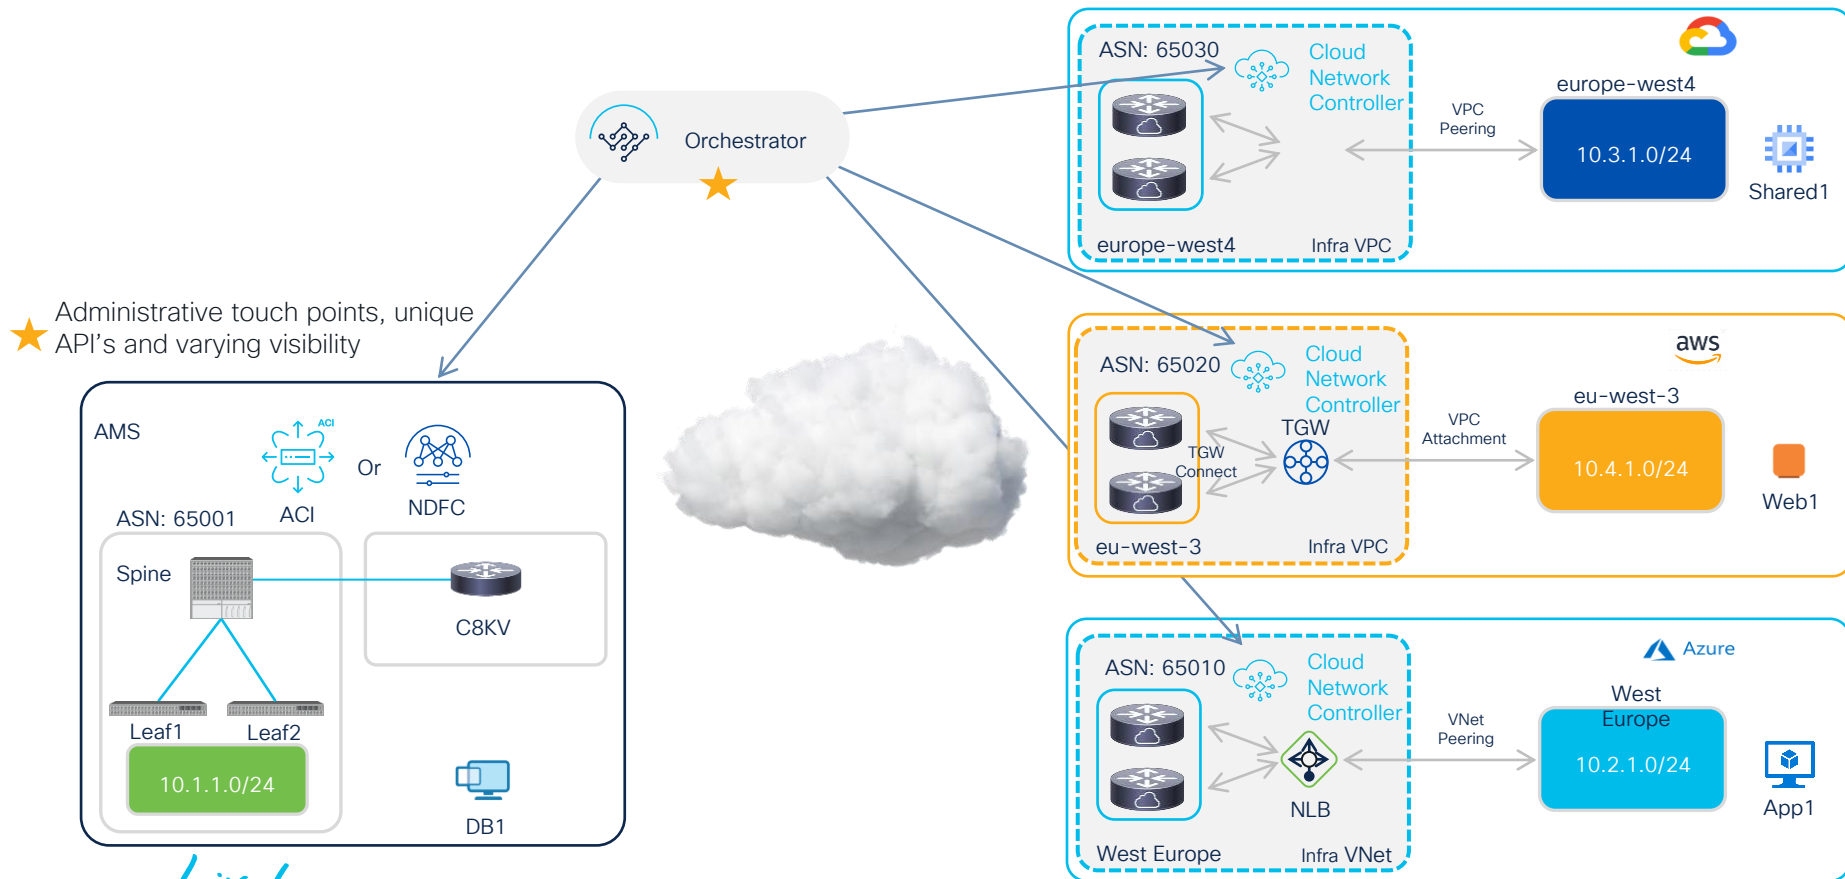 Orchestrator
Administrative touch points, unique
API's and varying visibility
AMS
ACI
ACI
Or
NDFC
ASN: 65001
Spine
C8KV
Leaf1
Leaf2
10.1.1.0/24
DB1
ASN: 65030
Cloud
Network
Controller
europe-west4
Infra VPC
VPC
Peering
europe-west4
10.3.1.0/24
Shared1
ASN: 65020
Cloud
Network
Controller
TGW
TGW
Connect
eu-west-3
Infra VPC
VPC
Attachment
aws
eu-west-3
10.4.1.0/24
Web1
ASN: 65010
Cloud
Network
Controller
NLB
West Europe
Infra VNet
VNet
Peering
Azure
West
Europe
10.2.1.0/24
App1